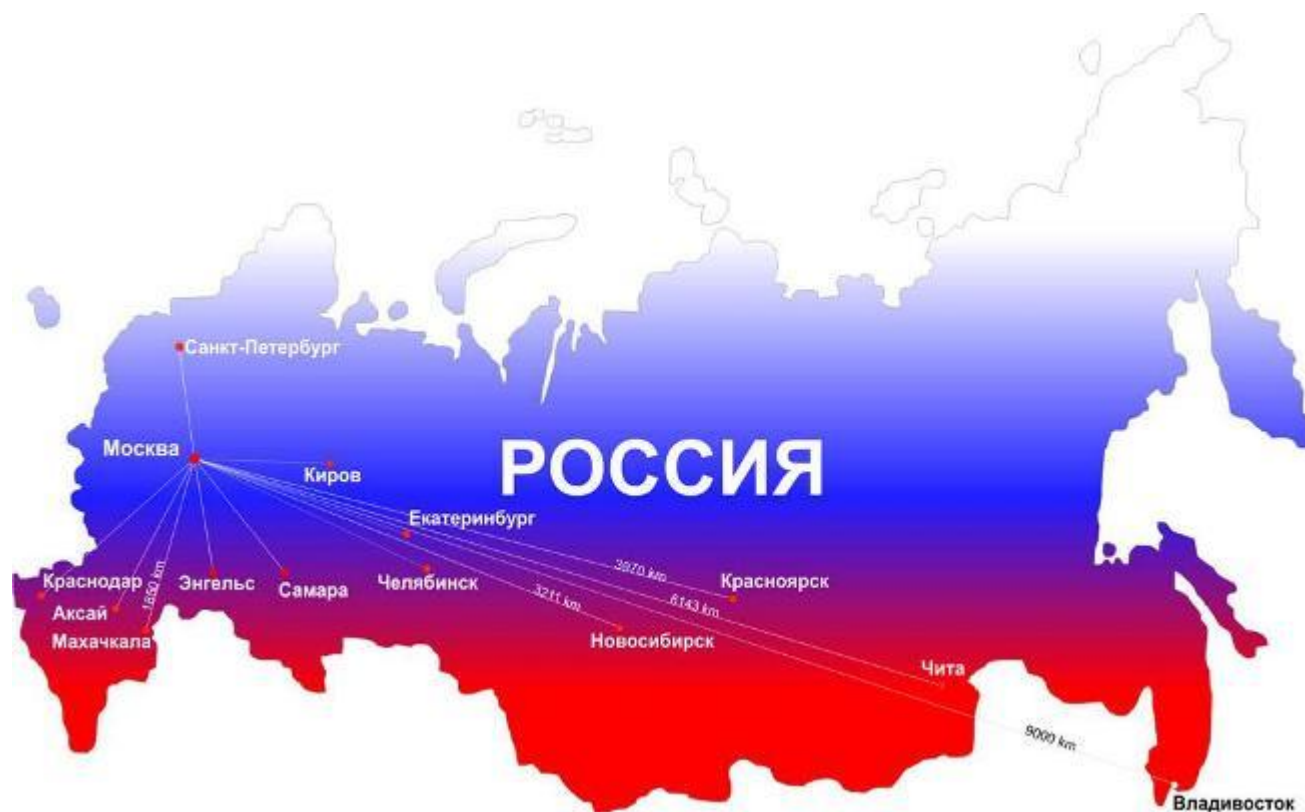 Санкт-Петербург
Москва
РОССИЯ
Киров
Екатеринбург
Краснодар
Энгельс
Самара
Челябинск
3970 km
Красноярск
1850 km
Аксай
3211 km
6143 km
Махачкала
Новосибирск
Чита
9000 km
Владивосток